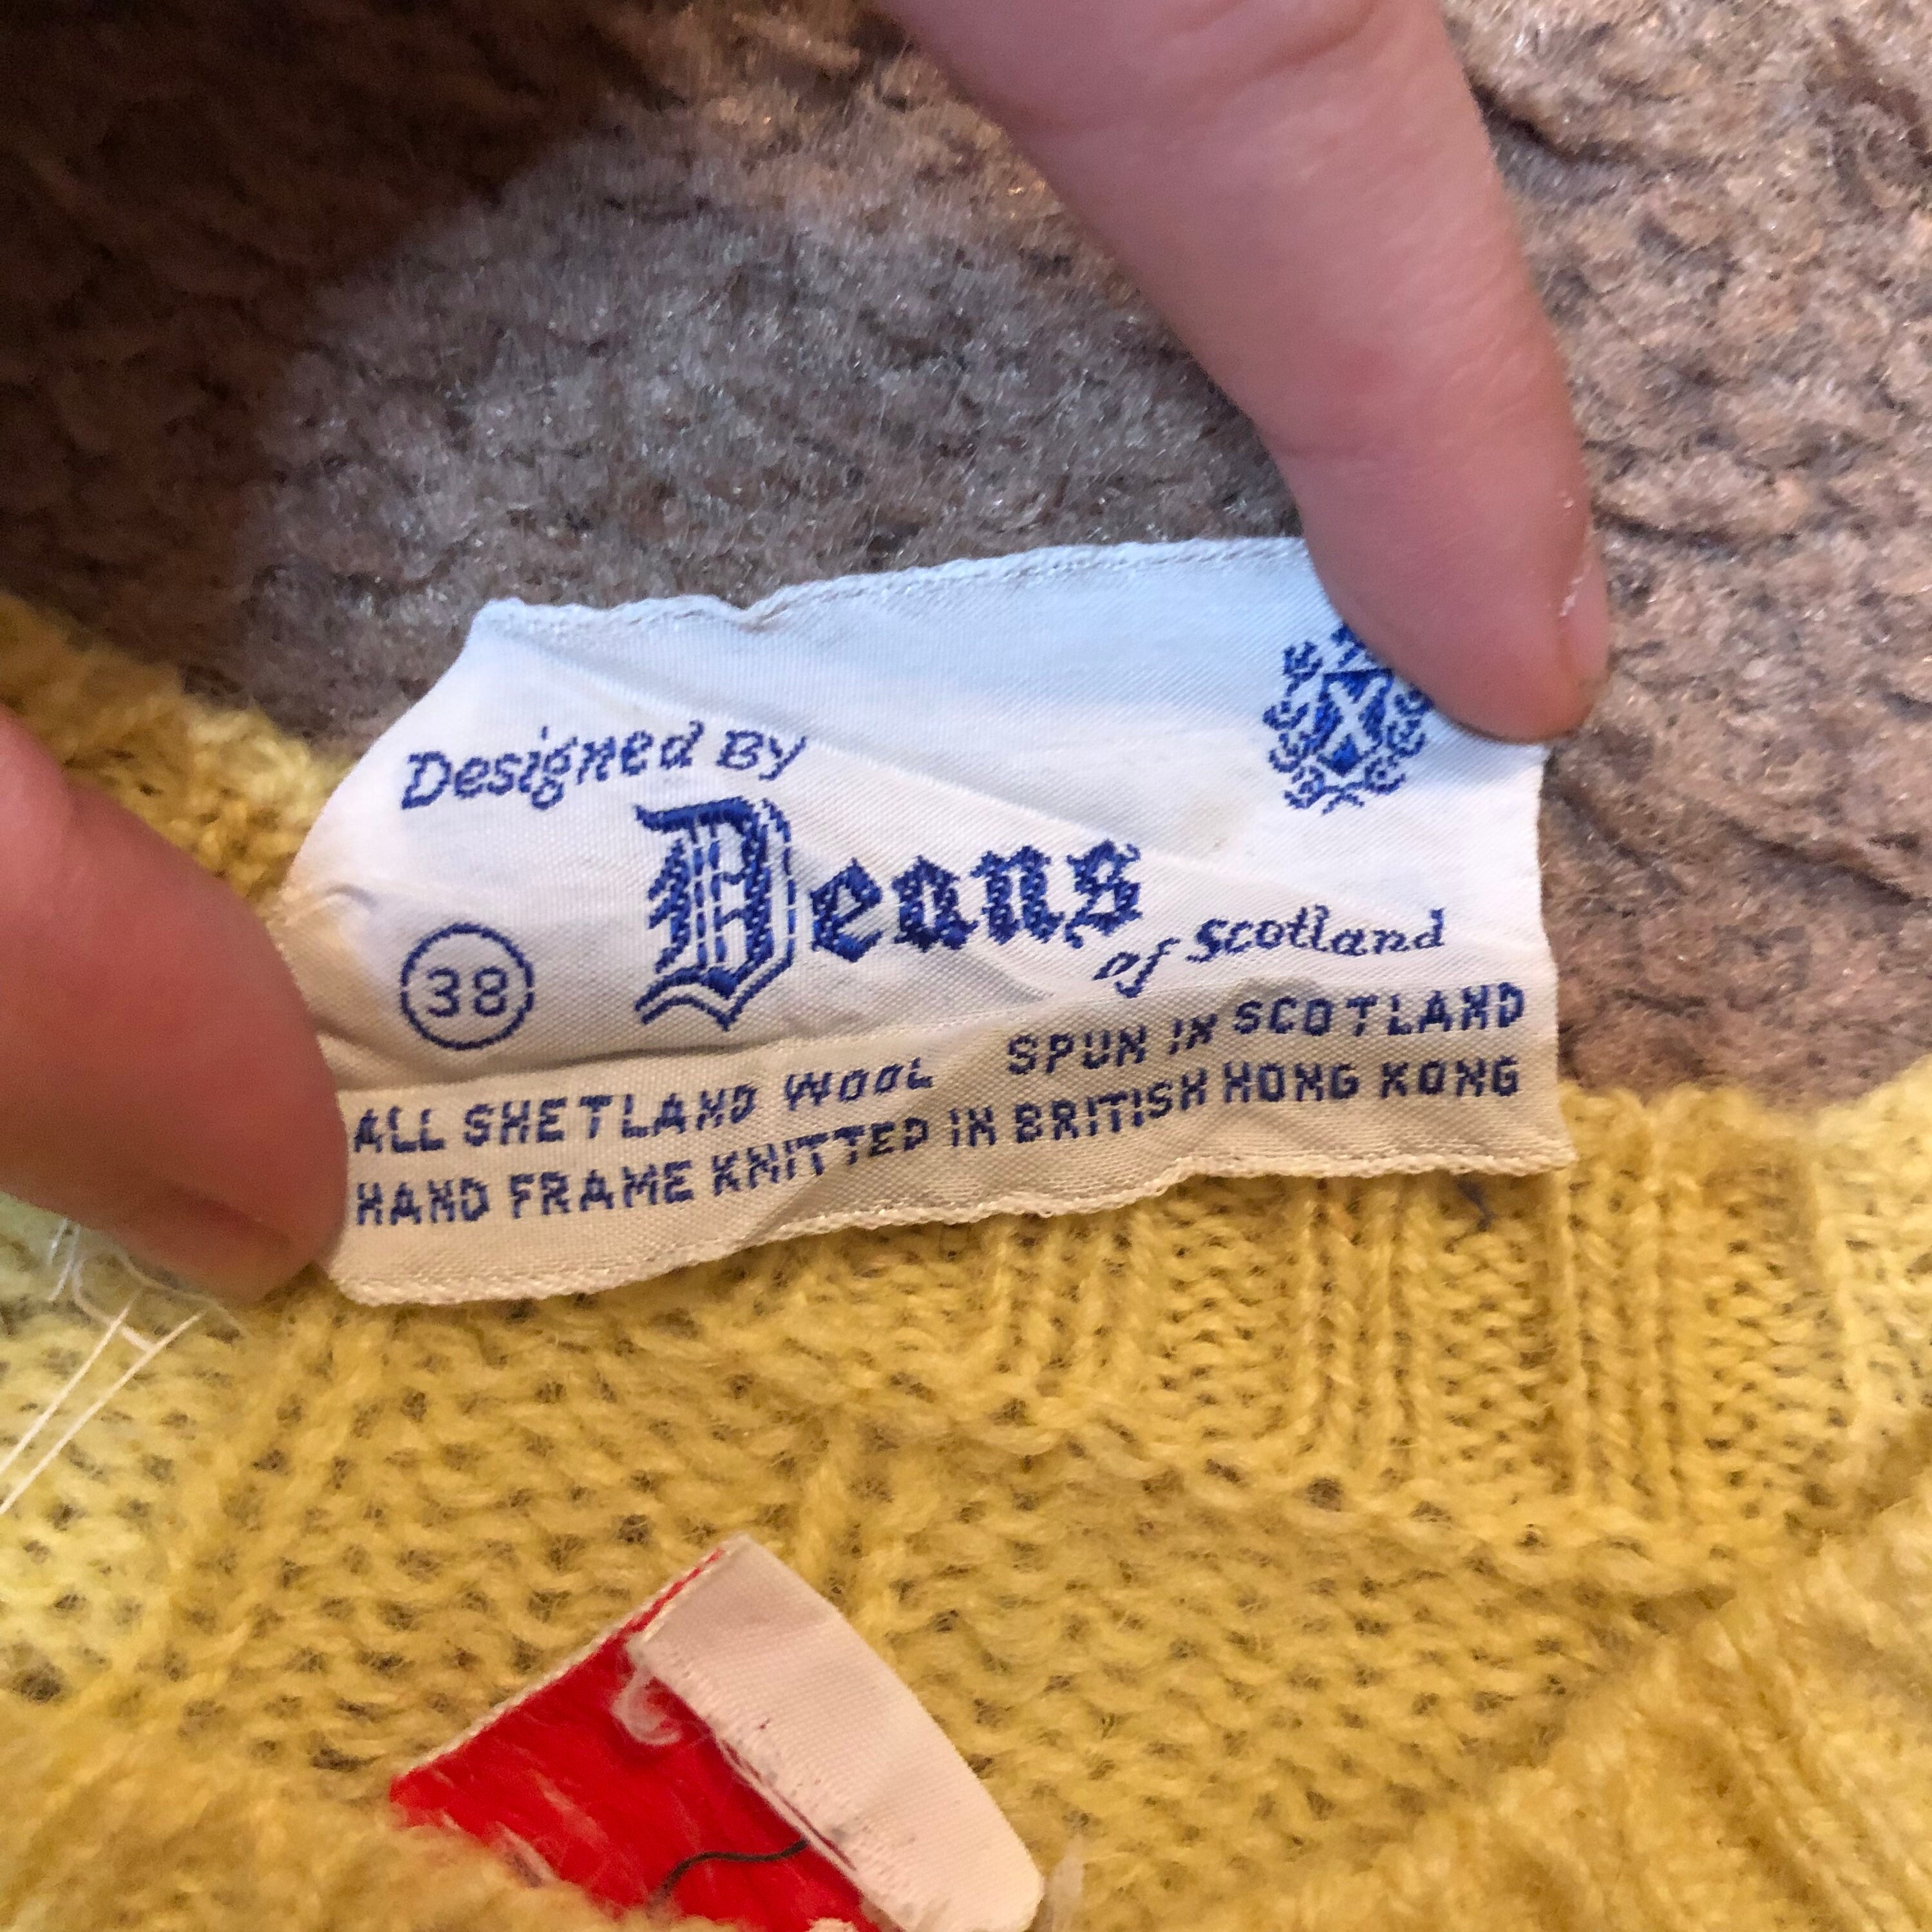 Designed By
Deans
of Scotland
38
ALL SHETLAND WOOL SPUN IN SCOTLAND
HAND FRAME KNITTED IN BRITISH HONG KONG